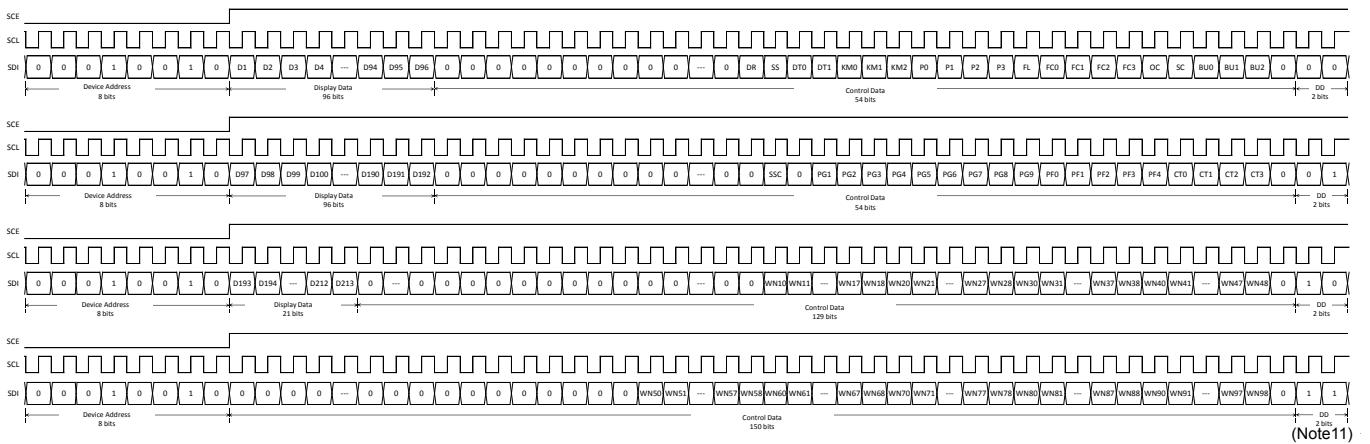 SCE
SCL
SDI 0 0 0 1 0 0 1 0 D1 D2 D3 D4 --- D94 D95 D96 0 0 0 0 0 0 0 0 0 0 --- 0 DR SS DT0 DT1 KM0 KM1 KM2 P0 P1 P2 P3 FL FC0 FC1 FC2 FC3 OC SC BU0 BU1 BU2 0 0 0
Device Address Display Data Control Data DD
8 bits 96 bits 54 bits 2 bits
SCE
SCL
SDI 0 0 0 1 0 0 1 0 D97 D98 D99 D100 --- D190 D191 D192 0 0 0 0 0 0 0 0 0 0 --- 0 0 SSC 0 PG1 PG2 PG3 PG4 PG5 PG6 PG7 PG8 PG9 PF0 PF1 PF2 PF3 PF4 CT0 CT1 CT2 CT3 0 0 1
Device Address Display Data Control Data DD
8 bits 96 bits 54 bits 2 bits
SCE
SCL
SDI 0 0 0 1 0 0 1 0 D193 D194 --- D212 D213 0 --- 0 0 0 0 0 0 0 0 0 0 0 --- 0 0 WN10 WN11 --- WN17 WN18 WN20 WN21 --- WN27 WN28 WN30 WN31 --- WN37 WN38 WN40 WN41 --- WN47 WN48 0 1 0
Device Address Display Data Control Data DD
8 bits 21 bits 129 bits 2 bits
SCE
SCL
SDI 0 0 0 1 0 0 1 0 0 0 0 0 --- 0 0 0 0 0 0 0 0 0 0 0 WN50 WN51 --- WN57 WN58 WN60 WN61 --- WN67 WN68 WN70 WN71 --- WN77 WN78 WN80 WN81 --- WN87 WN88 WN90 WN91 --- WN97 WN98 0 1 1
Device Address Control Data DD
8 bits 150 bits 2 bits
(Note11)